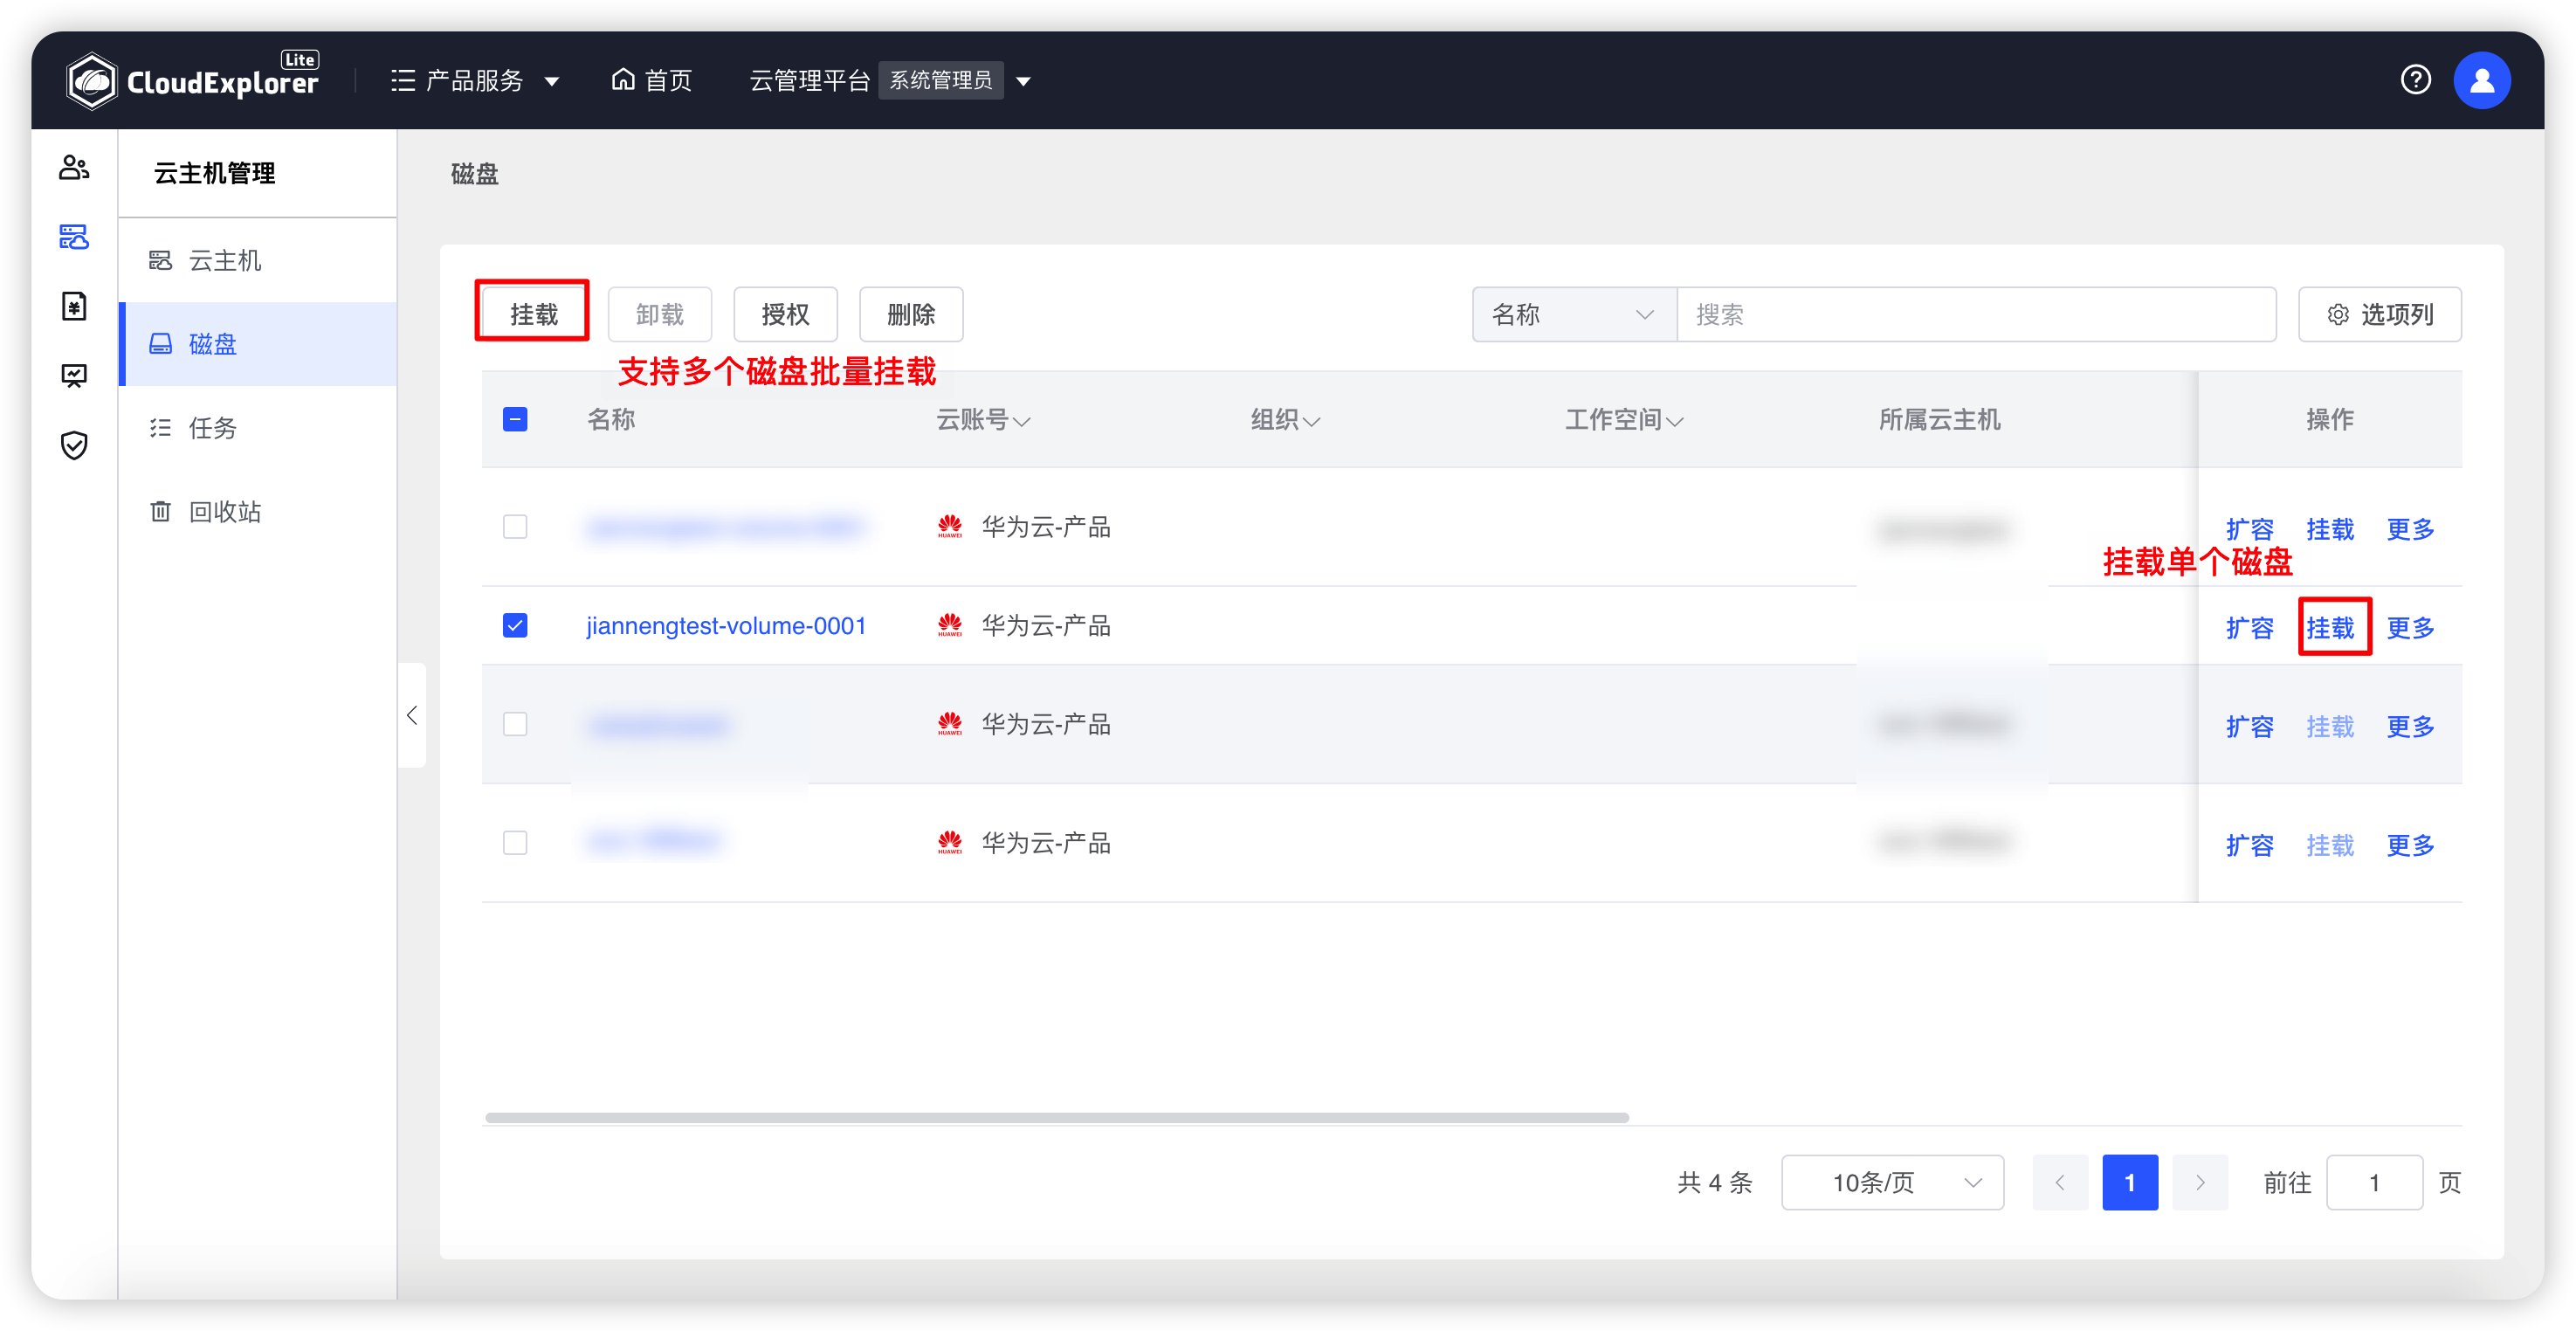 CloudExplorer Lite
产品服务
首页
云管理平台 系统管理员
云主机管理
云主机
磁盘
任务
回收站
磁盘
挂载 卸载 授权 删除
名称 搜索 选项列
支持多个磁盘批量挂载
名称 云账号 组织 工作空间 所属云主机 操作
HUAWEI 华为云-产品 扩容 挂载 更多
挂载单个磁盘
jiannengtest-volume-0001 HUAWEI 华为云-产品 扩容 挂载 更多
HUAWEI 华为云-产品 扩容 挂载 更多
HUAWEI 华为云-产品 扩容 挂载 更多
共 4 条 10条/页 1 前往 1 页